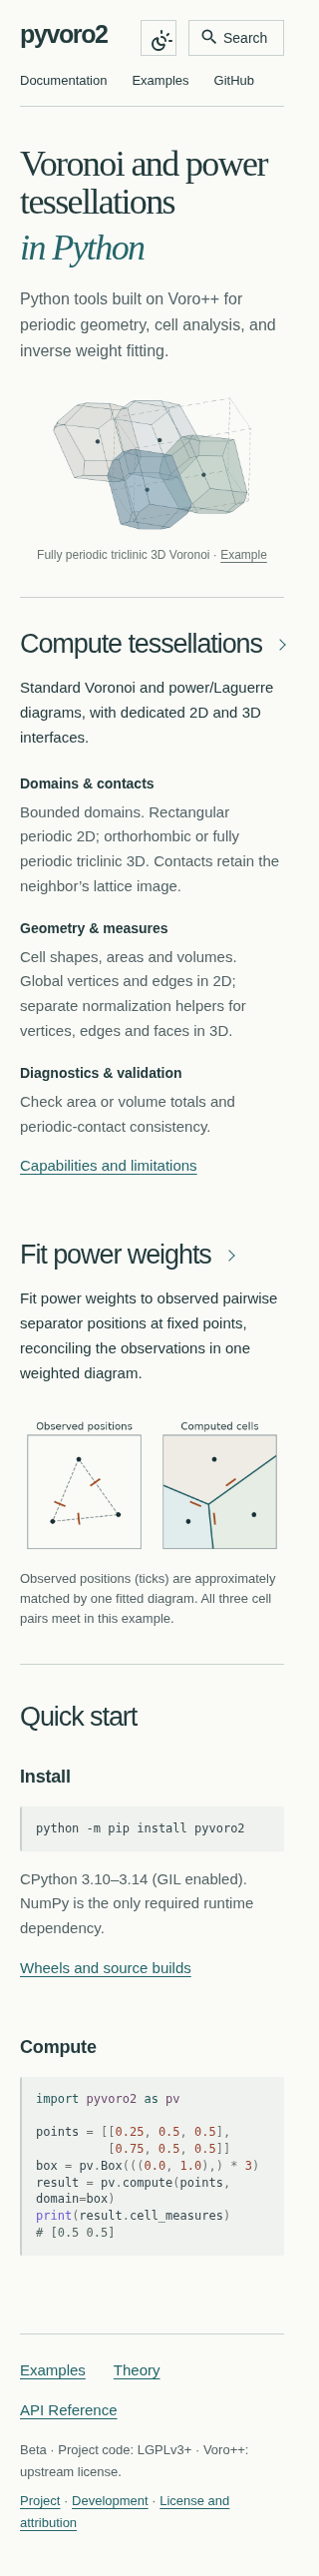 pyvoro2
Search
Documentation Examples GitHub
Voronoi and power
tessellations
in Python
Python tools built on Voro++ for
periodic geometry, cell analysis, and
inverse weight fitting.
Fully periodic triclinic 3D Voronoi · Example
Compute tessellations
Standard Voronoi and power/Laguerre
diagrams, with dedicated 2D and 3D
interfaces.
Domains & contacts
Bounded domains. Rectangular
periodic 2D; orthorhombic or fully
periodic triclinic 3D. Contacts retain the
neighbor’s lattice image.
Geometry & measures
Cell shapes, areas and volumes.
Global vertices and edges in 2D;
separate normalization helpers for
vertices, edges and faces in 3D.
Diagnostics & validation
Check area or volume totals and
periodic-contact consistency.
Capabilities and limitations
Fit power weights
Fit power weights to observed pairwise
separator positions at fixed points,
reconciling the observations in one
weighted diagram.
Observed positions Computed cells
Observed positions (ticks) are approximately
matched by one fitted diagram. All three cell
pairs meet in this example.
Quick start
Install
python -m pip install pyvoro2
CPython 3.10–3.14 (GIL enabled).
NumPy is the only required runtime
dependency.
Wheels and source builds
Compute
import pyvoro2 as pv
points = [[0.25, 0.5, 0.5],
[0.75, 0.5, 0.5]]
box = pv.Box(((0.0, 1.0),) * 3)
result = pv.compute(points,
domain=box)
print(result.cell_measures)
# [0.5 0.5]
Examples Theory
API Reference
Beta · Project code: LGPLv3+ · Voro++:
upstream license.
Project · Development · License and
attribution